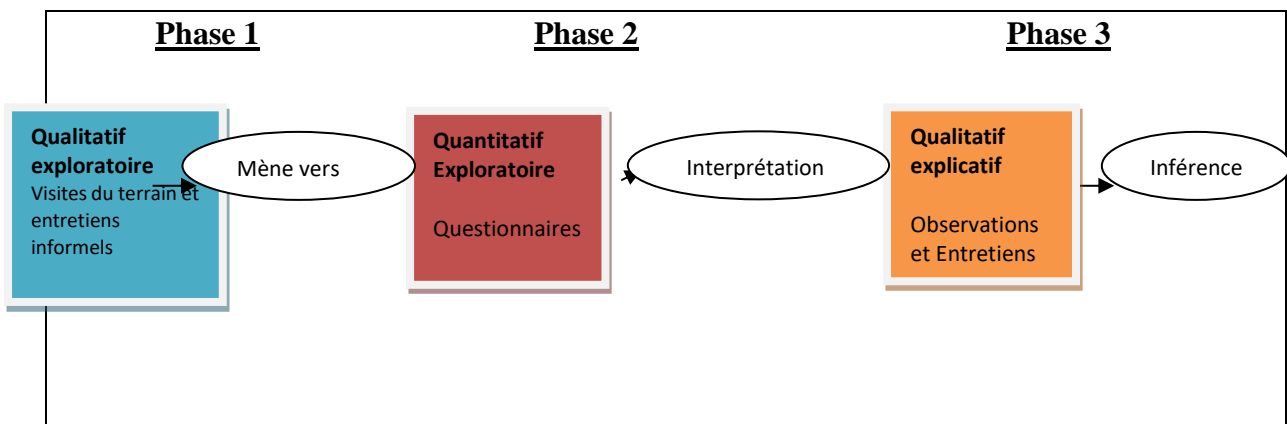 Phase 1
Phase 2
Phase 3
Qualitatif
exploratoire
Visites du terrain et
entretiens
informels
Mène vers
Quantitatif
Exploratoire
Questionnaires
Interprétation
Qualitatif
explicatif
Observations
et Entretiens
Inférence